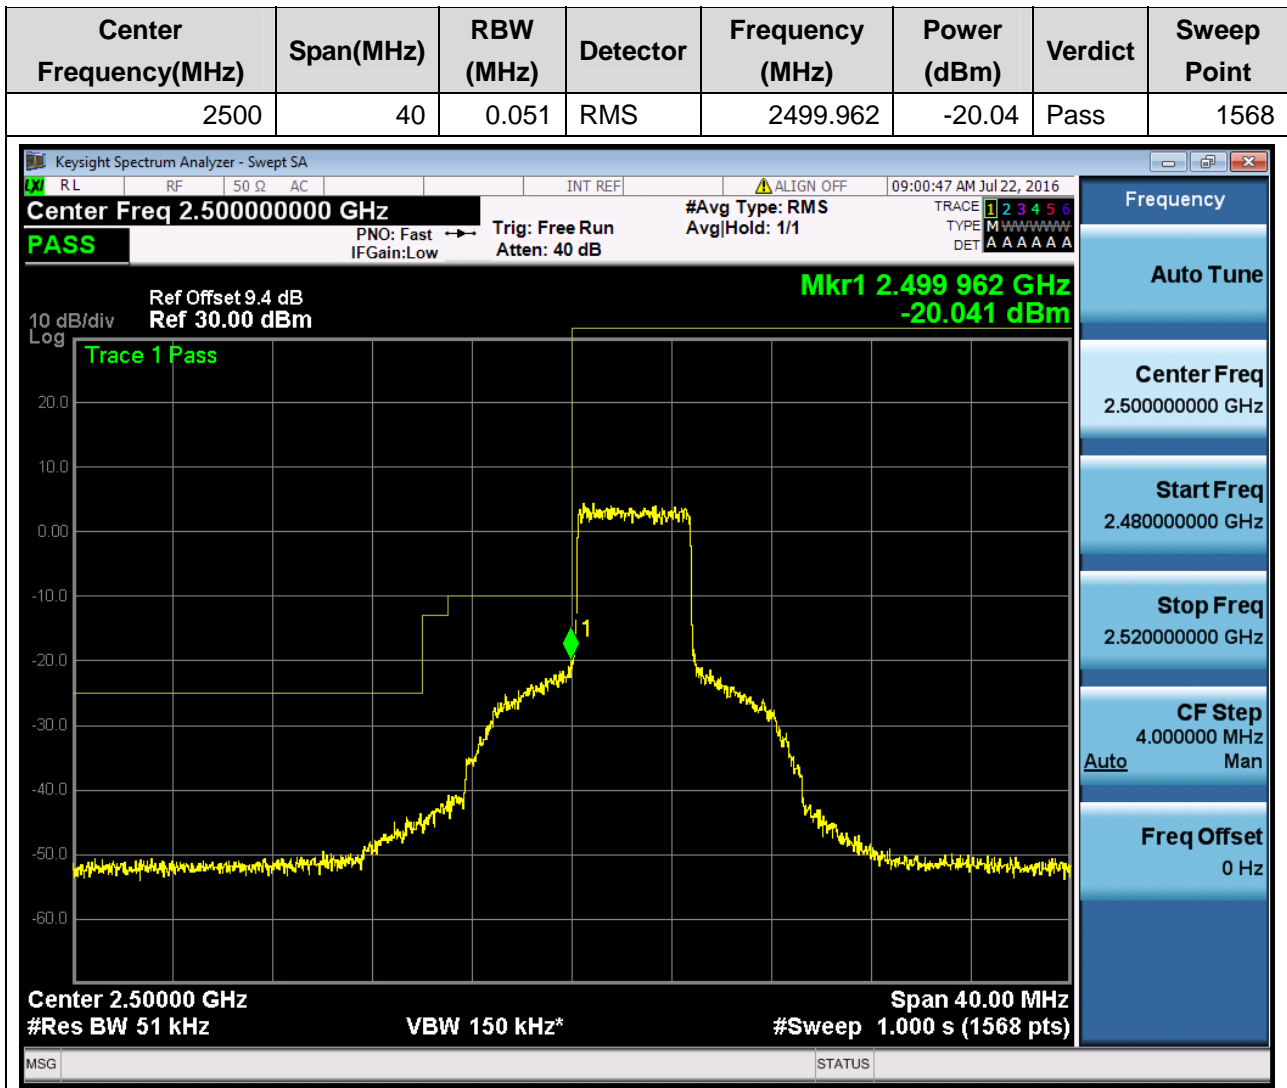 Center Frequency(MHz) Span(MHz) RBW (MHz) Detector Frequency (MHz) Power (dBm) Verdict Sweep Point
2500 40 0.051 RMS 2499.962 -20.04 Pass 1568
Keysight Spectrum Analyzer - Swept SA
LXI RL RF 50 Ω AC INT REF ALIGN OFF 09:00:47 AM Jul 22, 2016
Center Freq 2.500000000 GHz
PASS
PNO: Fast
IFGain:Low
Trig: Free Run
Atten: 40 dB
#Avg Type: RMS
Avg|Hold: 1/1
TRACE 1 2 3 4 5 6
TYPE M WWWWW
DET A A A A A A
Mkr1 2.499 962 GHz
-20.041 dBm
Ref Offset 9.4 dB
10 dB/div Ref 30.00 dBm
Log
Trace 1 Pass
20.0
10.0
0.00
-10.0
1
-20.0
-30.0
-40.0
-50.0
-60.0
Center 2.50000 GHz Span 40.00 MHz
#Res BW 51 kHz VBW 150 kHz* #Sweep 1.000 s (1568 pts)
MSG STATUS
Frequency
Auto Tune
Center Freq
2.500000000 GHz
Start Freq
2.480000000 GHz
Stop Freq
2.520000000 GHz
CF Step
4.000000 MHz
Auto Man
Freq Offset
0 Hz